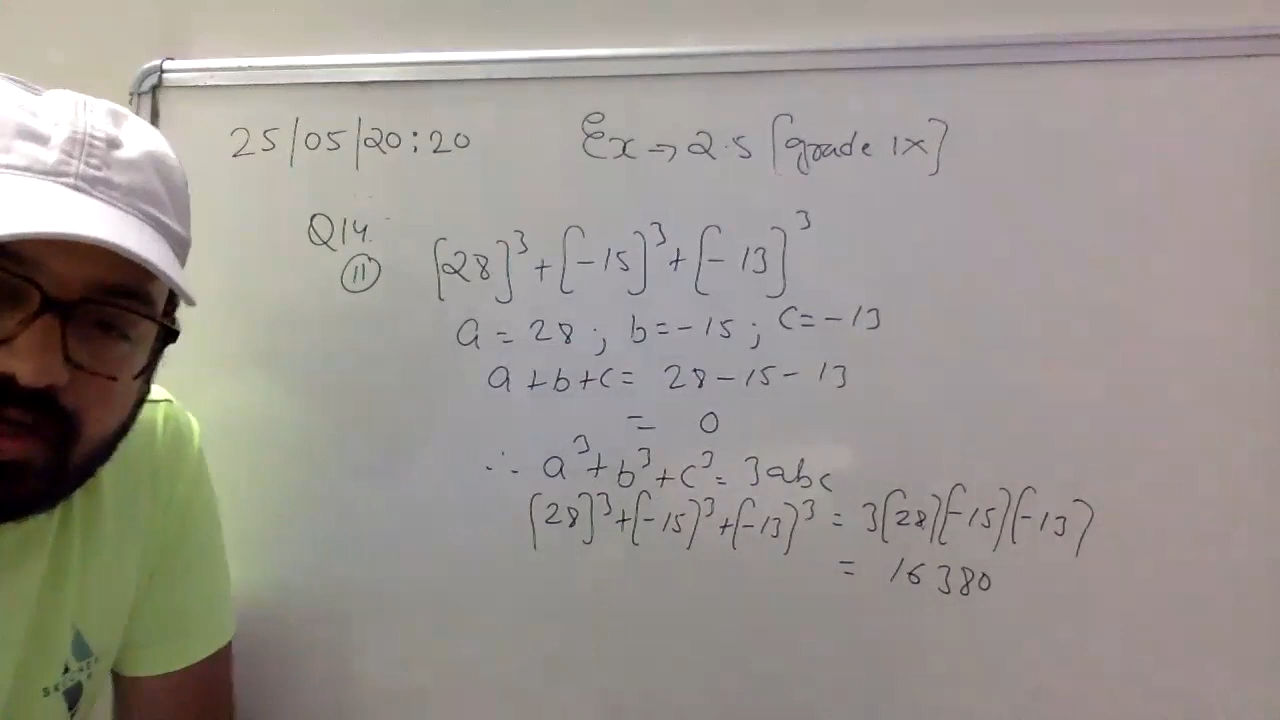 25/05/20:20
Ex → 2.5 [grade IX]
Q14.
(11) [28]³+[-15]³+[-13]³
a = 28 ; b=-15 ; c=-13
a+b+c= 28-15-13
= 0
∴ a³+b³+c³= 3abc
[28]³+(-15)³+(-13)³ = 3(28)(-15)(-13)
= 16380